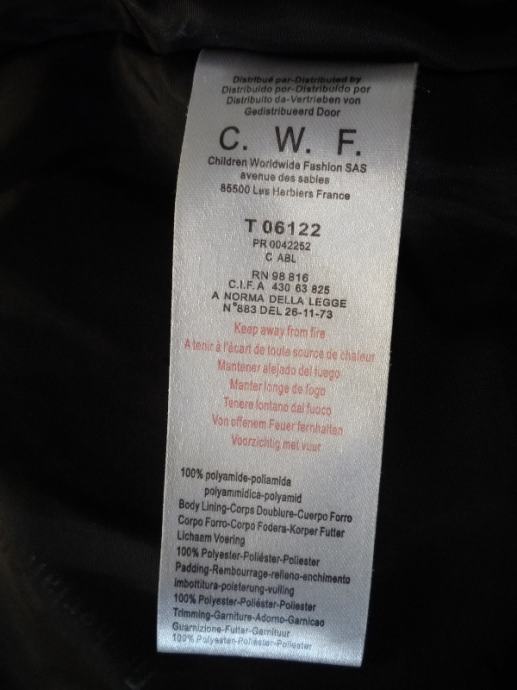 Distribué par-Distributed by
Distribuido por-Distribuído por
Distribuito da-Vertrieben von
Gedistribueerd Door
C. W. F.
Children Worldwide Fashion SAS
avenue des sables
85500 Les Herbiers France
T 06122
PR 0042252
C ABL
RN 98 816
C.I.F.A 430 63 825
A NORMA DELLA LEGGE
N°883 DEL 26-11-73
Keep away from fire
A tenir à l'écart de toute source de chaleur
Mantener alejado del fuego
Manter longe de fogo
Tenere lontano dal fuoco
Von offenem Feuer fernhalten
Voorzichtig met vuur
100% polyamide-poliamida
polyammidica-polyamid
Body Lining-Corps Doublure-Cuerpo Forro
Corpo Forro-Corpo Fodera-Korper Futter
Lichaam Voering
100% Polyester-Poliéster-Poliester
Padding-Rembourrage-relleno-enchimento
imbottitura-poisterung-vulling
100% Polyester-Poliéster-Poliester
Trimming-Garniture-Adorno-Garnicao
Guarnizione-Futter-Garnituur
100% Polyester-Poliéster-Poliester